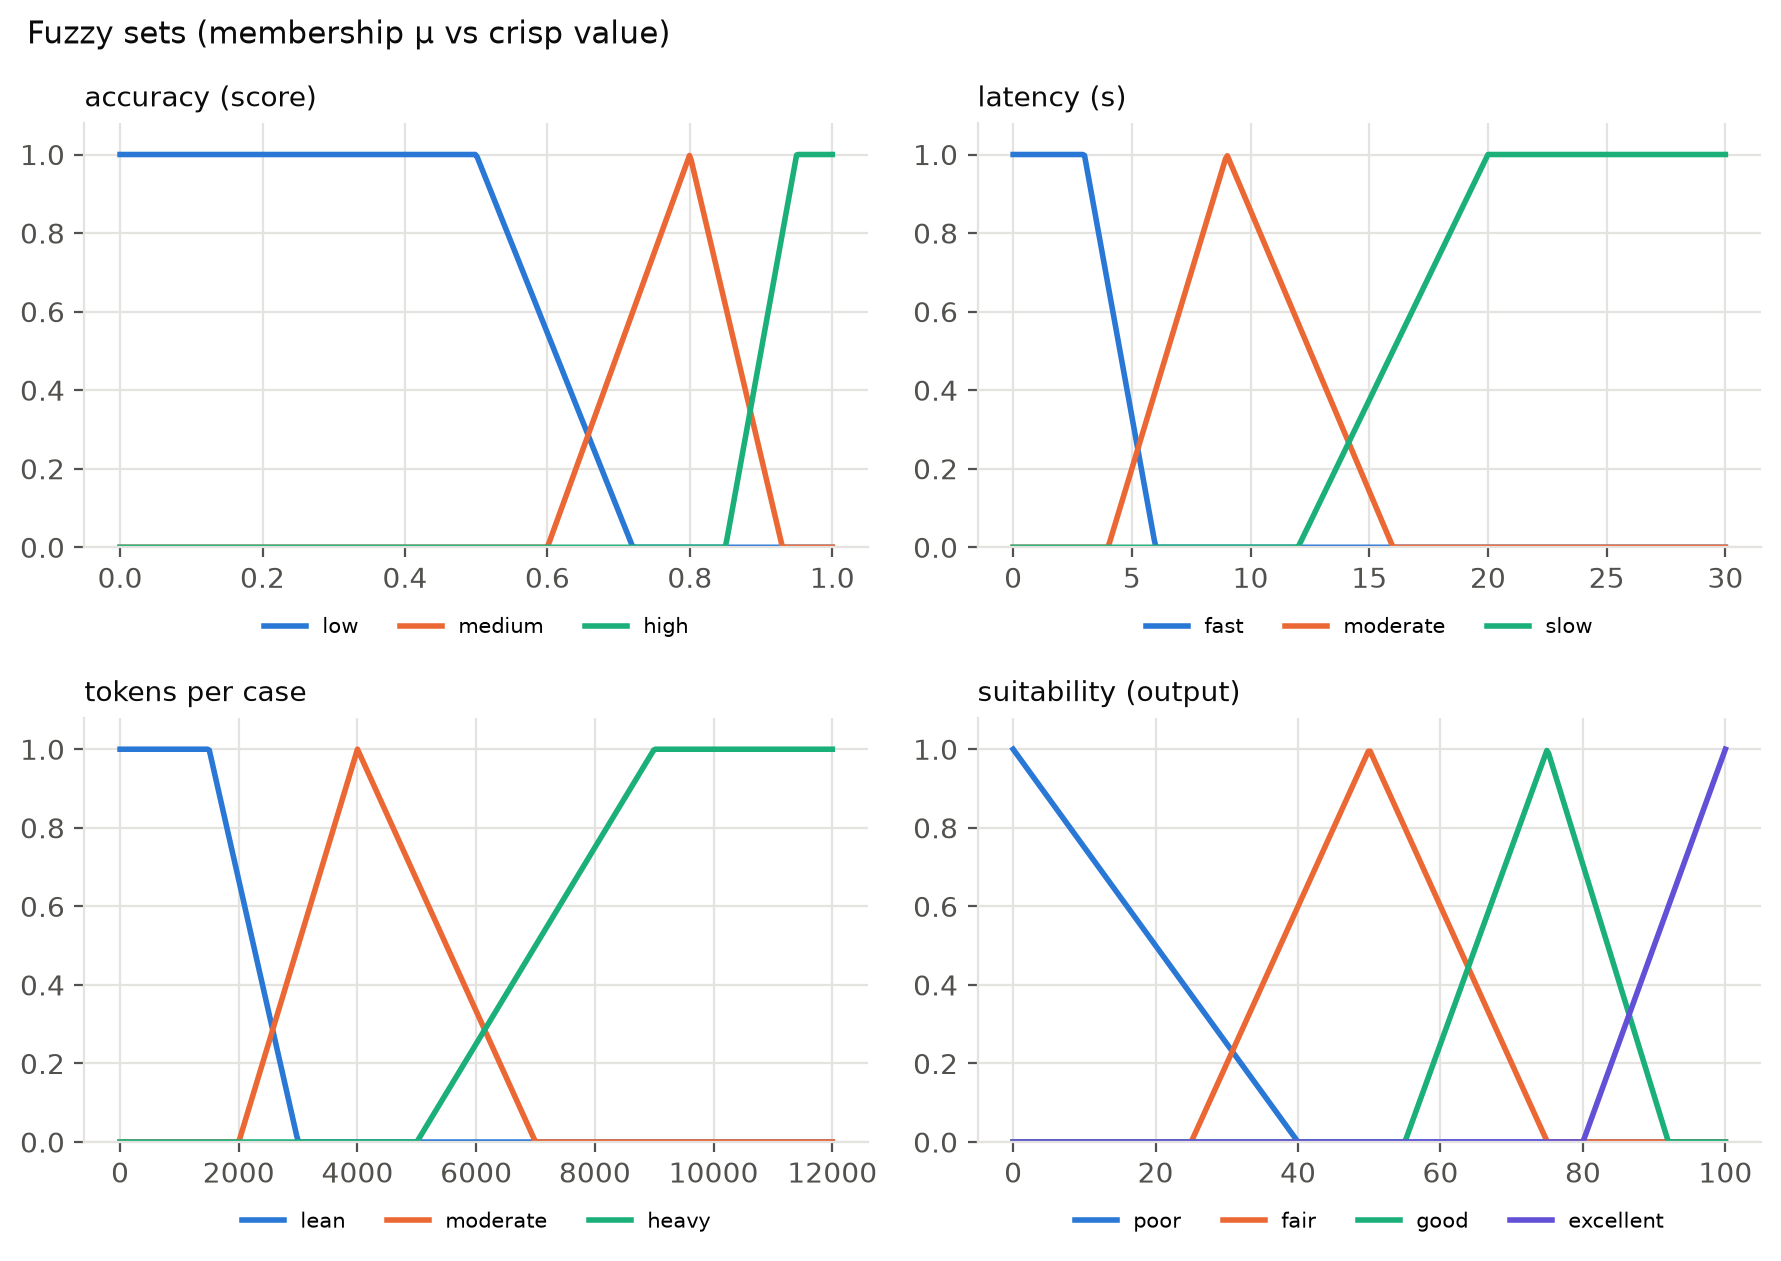 Fuzzy sets (membership μ vs crisp value)
accuracy (score)
1.0
0.8
0.6
0.4
0.2
0.0
0.0 0.2 0.4 0.6 0.8 1.0
low medium high
latency (s)
1.0
0.8
0.6
0.4
0.2
0.0
0 5 10 15 20 25 30
fast moderate slow
tokens per case
1.0
0.8
0.6
0.4
0.2
0.0
0 2000 4000 6000 8000 10000 12000
lean moderate heavy
suitability (output)
1.0
0.8
0.6
0.4
0.2
0.0
0 20 40 60 80 100
poor fair good excellent